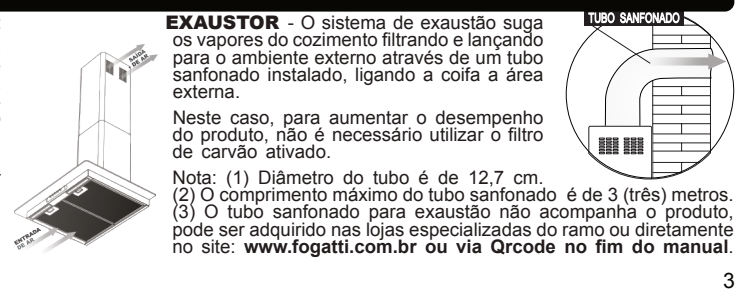 EXAUSTOR - O sistema de exaustão suga
os vapores do cozimento filtrando e lançando
para o ambiente externo através de um tubo
sanfonado instalado, ligando a coifa a área
externa.
Neste caso, para aumentar o desempenho
do produto, não é necessário utilizar o filtro
de carvão ativado.
Nota: (1) Diâmetro do tubo é de 12,7 cm.
(2) O comprimento máximo do tubo sanfonado é de 3 (três) metros.
(3) O tubo sanfonado para exaustão não acompanha o produto,
pode ser adquirido nas lojas especializadas do ramo ou diretamente
no site: www.fogatti.com.br ou via Qrcode no fim do manual.
TUBO SANFONADO
SAÍDA
DE AR
ENTRADA
DE AR
3